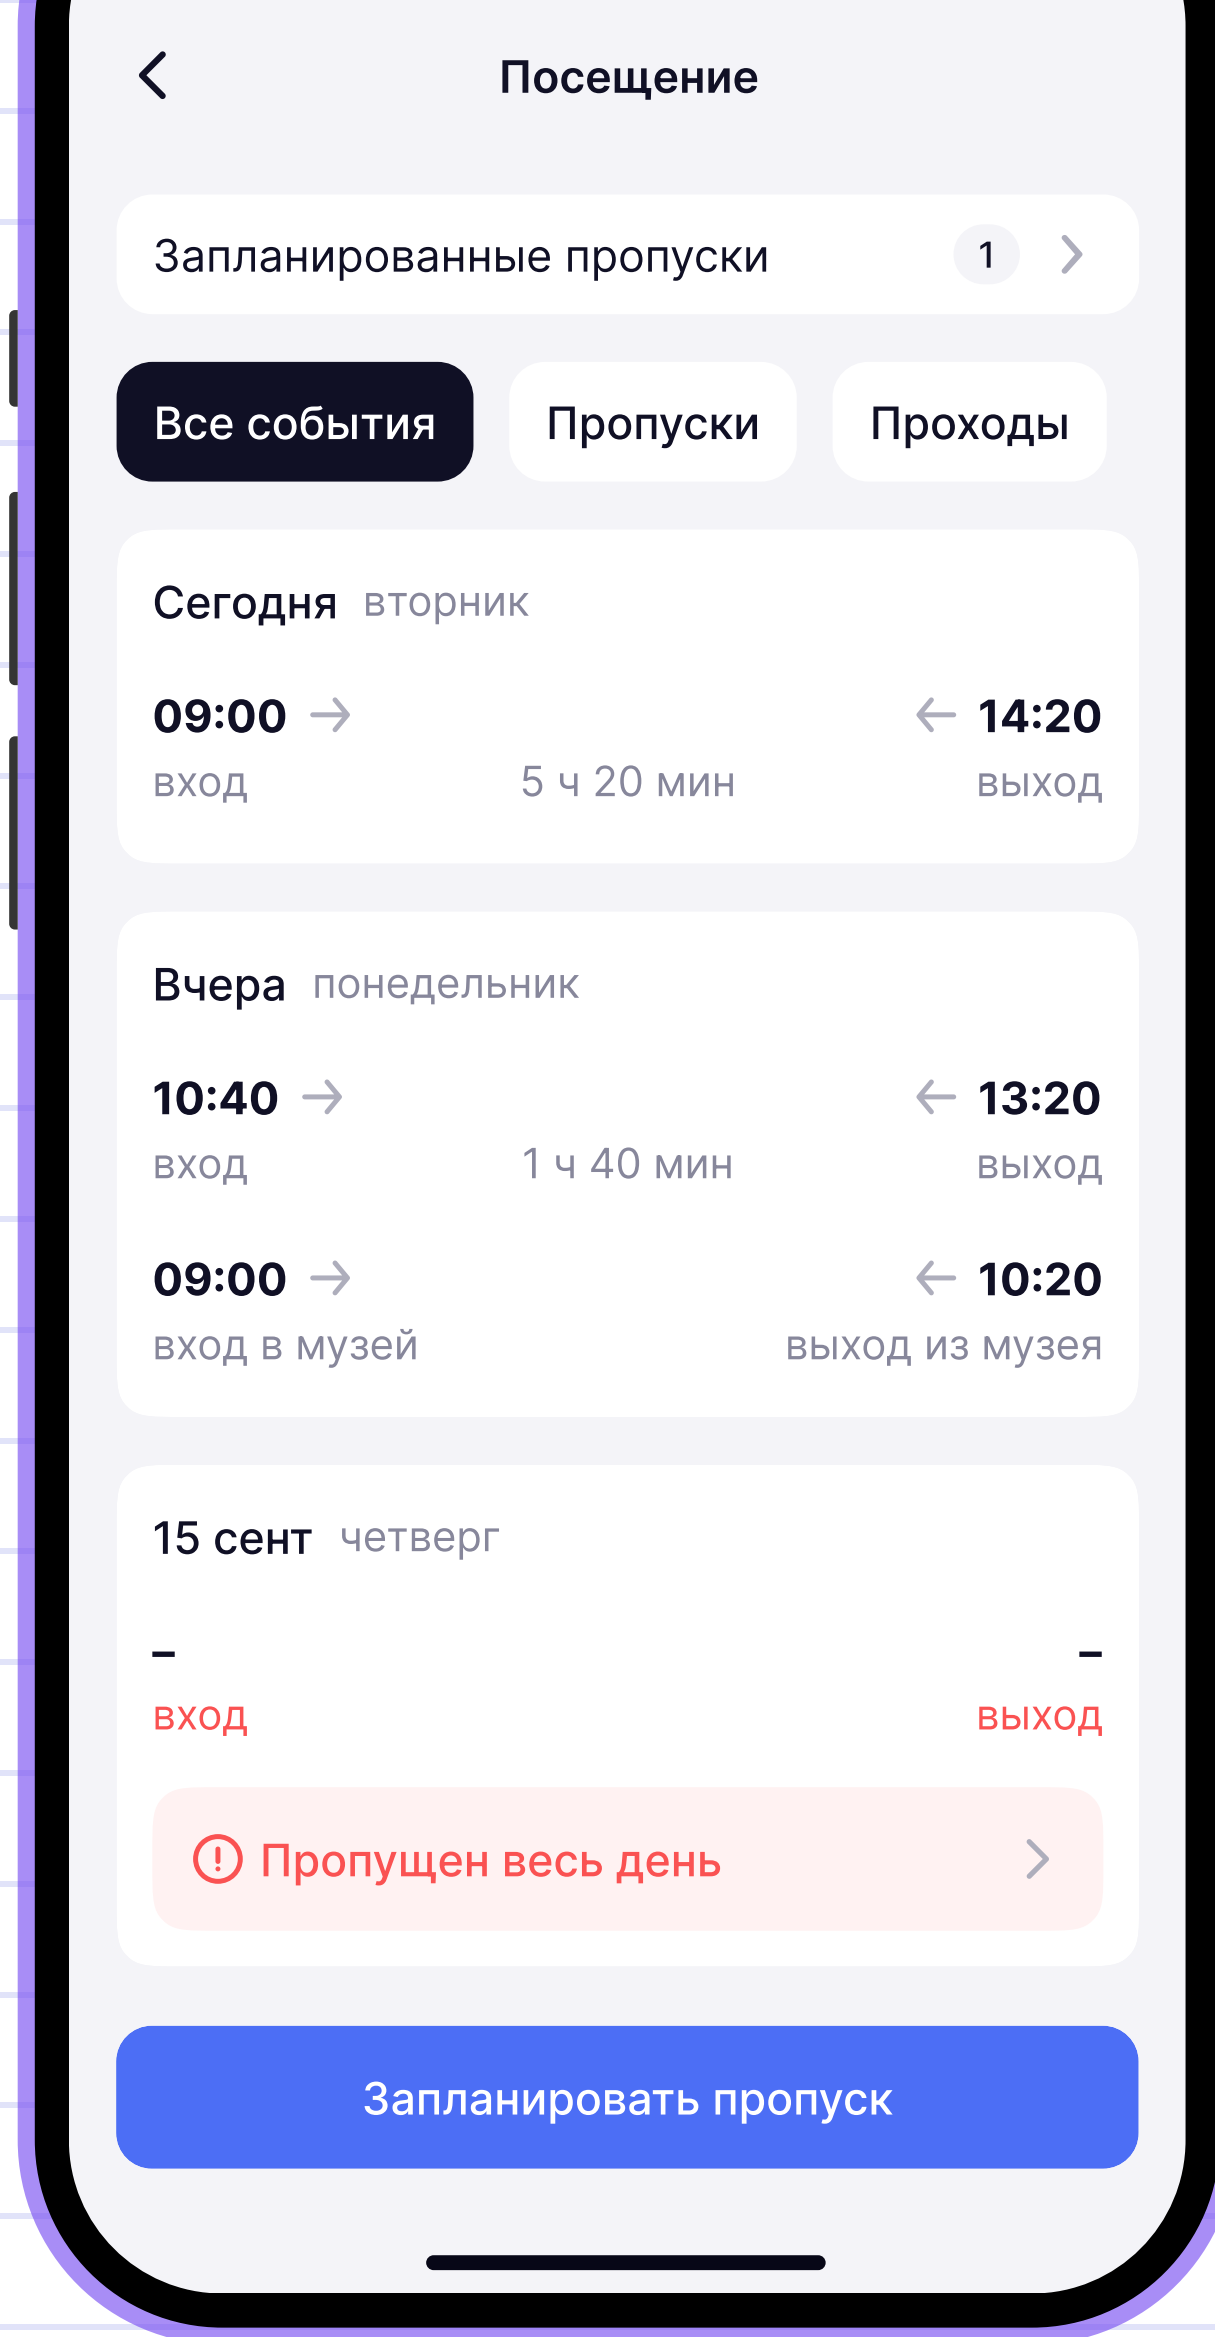 Посещение
Запланированные пропуски 1
Все события Пропуски Проходы
Сегодня вторник
09:00 → ← 14:20
вход 5 ч 20 мин выход
Вчера понедельник
10:40 → ← 13:20
вход 1 ч 40 мин выход
09:00 → ← 10:20
вход в музей выход из музея
15 сент четверг
– –
вход выход
Пропущен весь день
Запланировать пропуск